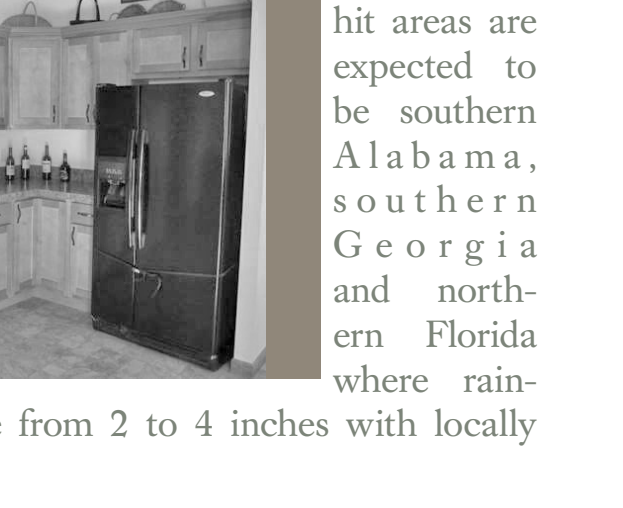 hit areas are
expected to
be southern
Alabama,
southern
Georgia
and north-
ern Florida
where rain-
from 2 to 4 inches with locally